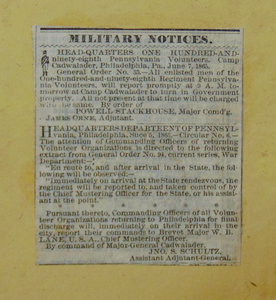 MILITARY NOTICES.
HEAD-QUARTERS ONE HUNDRED-AND-
ninety-eighth Pennsylvania Volunteers, Camp
Cadwalader, Philadelphia, Pa., June 7, 1865.
General Order No. 33.—All enlisted men of the
One-hundred-and-ninety-eighth Regiment Pennsyl-
vania Volunteers, will report promptly at 3 A. M. to-
morrow at Camp Cadwalader to turn in Government
property. All not present at that time will be charged
with the same. By order of
POWELL STACKHOUSE, Major Comd'g.
JAMES ORNE, Adjutant.
HEADQUARTERS DEPARTMENT OF PENNSYL-
vania, Philadelphia, June 5, 1865.—Circular No. 8.—
The attention of Commanding Officers of returning
Volunteer Organizations is directed to the following
extract from General Order No. 94, current series, War
Department:—
"En route to, and after arrival in the State, the fol-
lowing will be observed:—
"Immediately on arrival at the State rendezvous, the
regiment will be reported to, and taken control of by
the Chief Mustering Officer for the State, or his assist-
ant at the point."
Pursuant thereto, Commanding Officers of all Volun-
teer Organizations returning to Philadelphia for final
discharge will, immediately on their arrival in the
city, report their commands to Brevet Major W. B.
LANE, U. S. A., Chief Mustering Officer.
By command of Major-General Cadwalader.
JNO. S. SCHULTZ,
Assistant Adjutant-General.